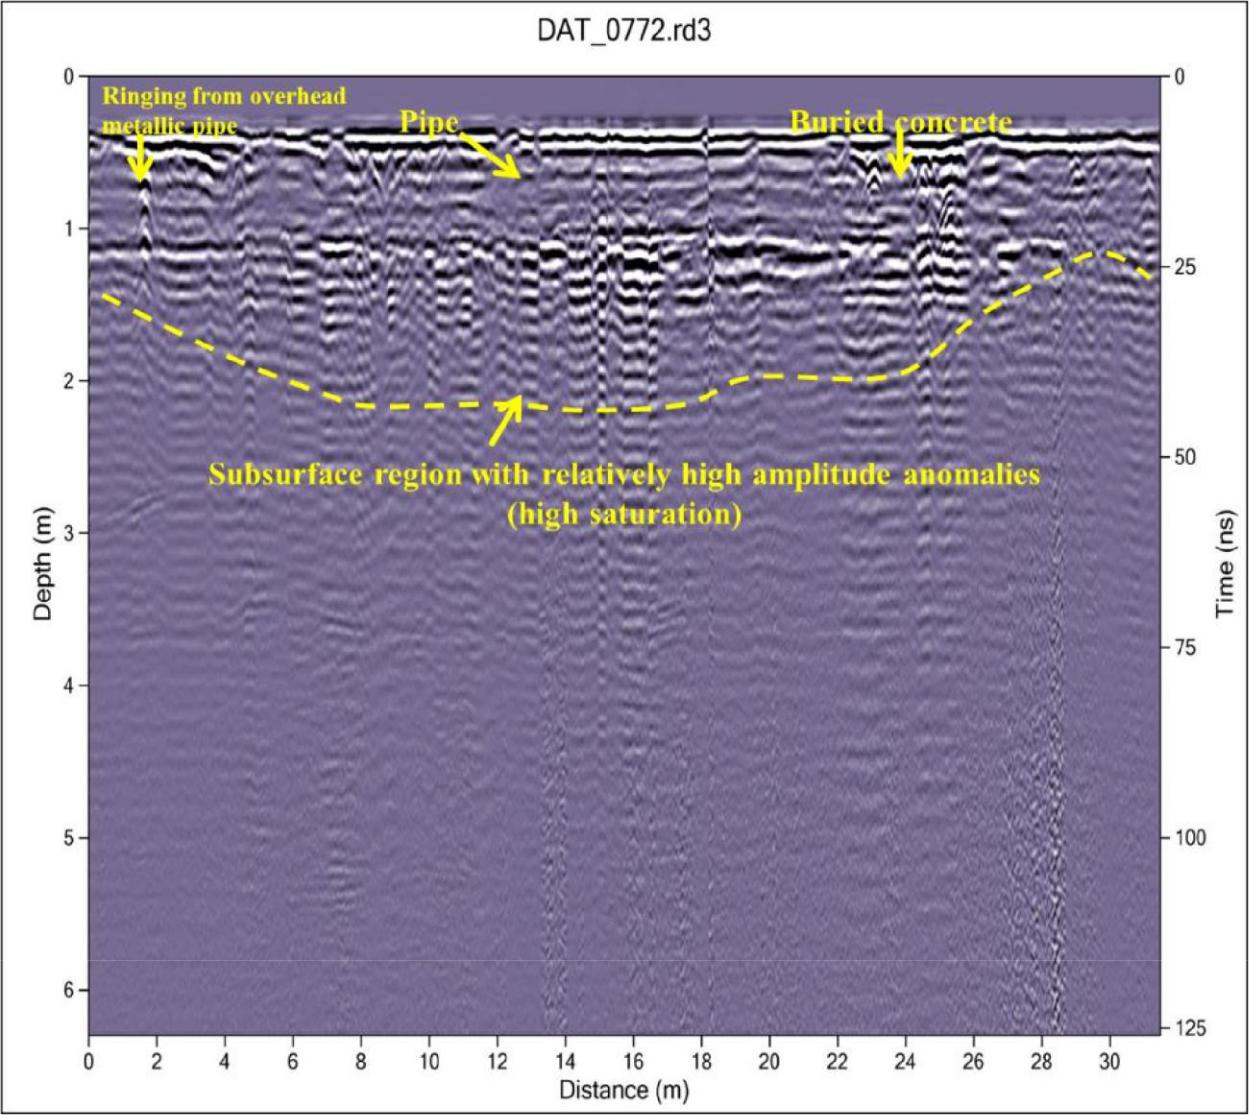 DAT_0772.rd3
0
0
Ringing from overhead
metallic pipe
Pipe
Buried concrete
1
25
2
Subsurface region with relatively high amplitude anomalies
(high saturation)
50
3
Depth (m)
Time (ns)
75
4
5
100
6
125
0 2 4 6 8 10 12 14 16 18 20 22 24 26 28 30
Distance (m)